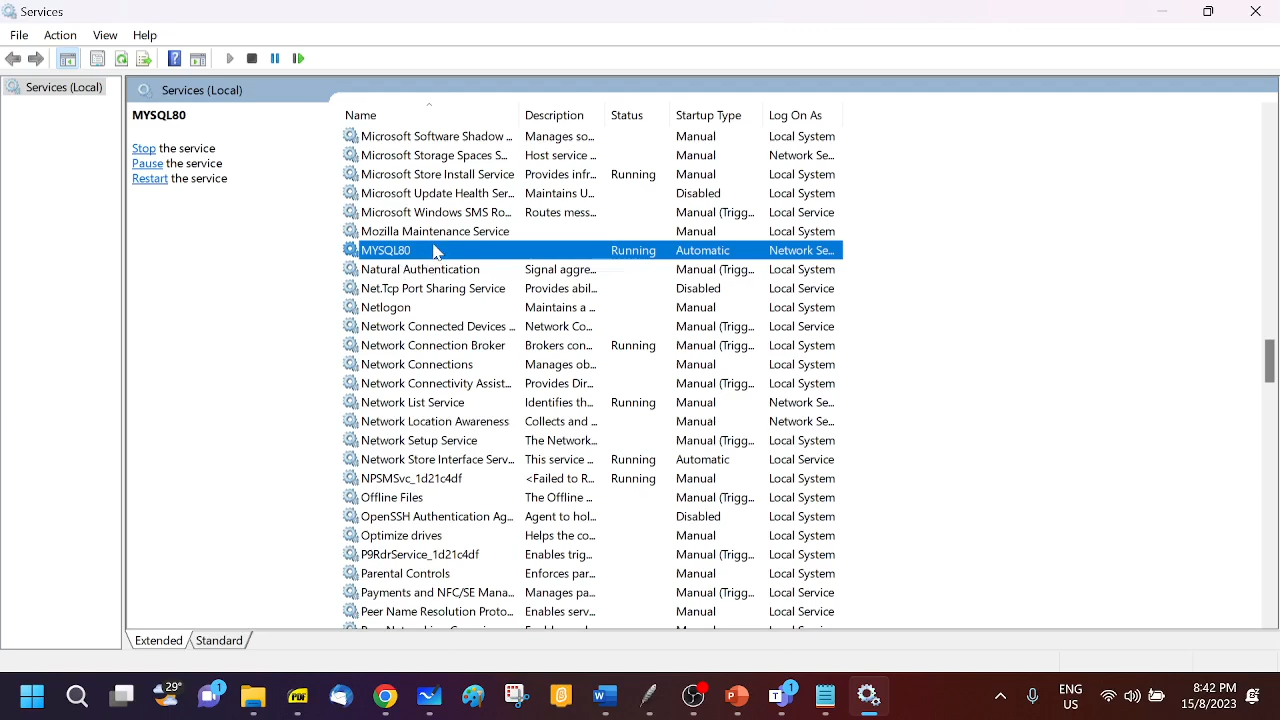 Services
File Action View Help
Services (Local)
Services (Local)
MYSQL80
Stop the service
Pause the service
Restart the service
Name Description Status Startup Type Log On As
Microsoft Software Shadow ... Manages so... Manual Local System
Microsoft Storage Spaces S... Host service ... Manual Network Se...
Microsoft Store Install Service Provides infr... Running Manual Local System
Microsoft Update Health Ser... Maintains U... Disabled Local System
Microsoft Windows SMS Ro... Routes mess... Manual (Trigg... Local Service
Mozilla Maintenance Service Manual Local System
MYSQL80 Running Automatic Network Se...
Natural Authentication Signal aggre... Manual (Trigg... Local System
Net.Tcp Port Sharing Service Provides abil... Disabled Local Service
Netlogon Maintains a ... Manual Local System
Network Connected Devices ... Network Co... Manual (Trigg... Local Service
Network Connection Broker Brokers con... Running Manual (Trigg... Local System
Network Connections Manages ob... Manual Local System
Network Connectivity Assist... Provides Dir... Manual (Trigg... Local System
Network List Service Identifies th... Running Manual Network Se...
Network Location Awareness Collects and ... Manual Network Se...
Network Setup Service The Network... Manual (Trigg... Local System
Network Store Interface Serv... This service ... Running Automatic Local Service
NPSMSvc_1d21c4df <Failed to R... Running Manual Local System
Offline Files The Offline ... Manual (Trigg... Local System
OpenSSH Authentication Ag... Agent to hol... Disabled Local System
Optimize drives Helps the co... Manual Local System
P9RdrService_1d21c4df Enables trig... Manual (Trigg... Local System
Parental Controls Enforces par... Manual Local System
Payments and NFC/SE Mana... Manages pa... Manual (Trigg... Local Service
Peer Name Resolution Proto... Enables serv... Manual Local Service
Extended Standard
29° 1 PDF 1 ENG 8:42 PM
US 15/8/2023